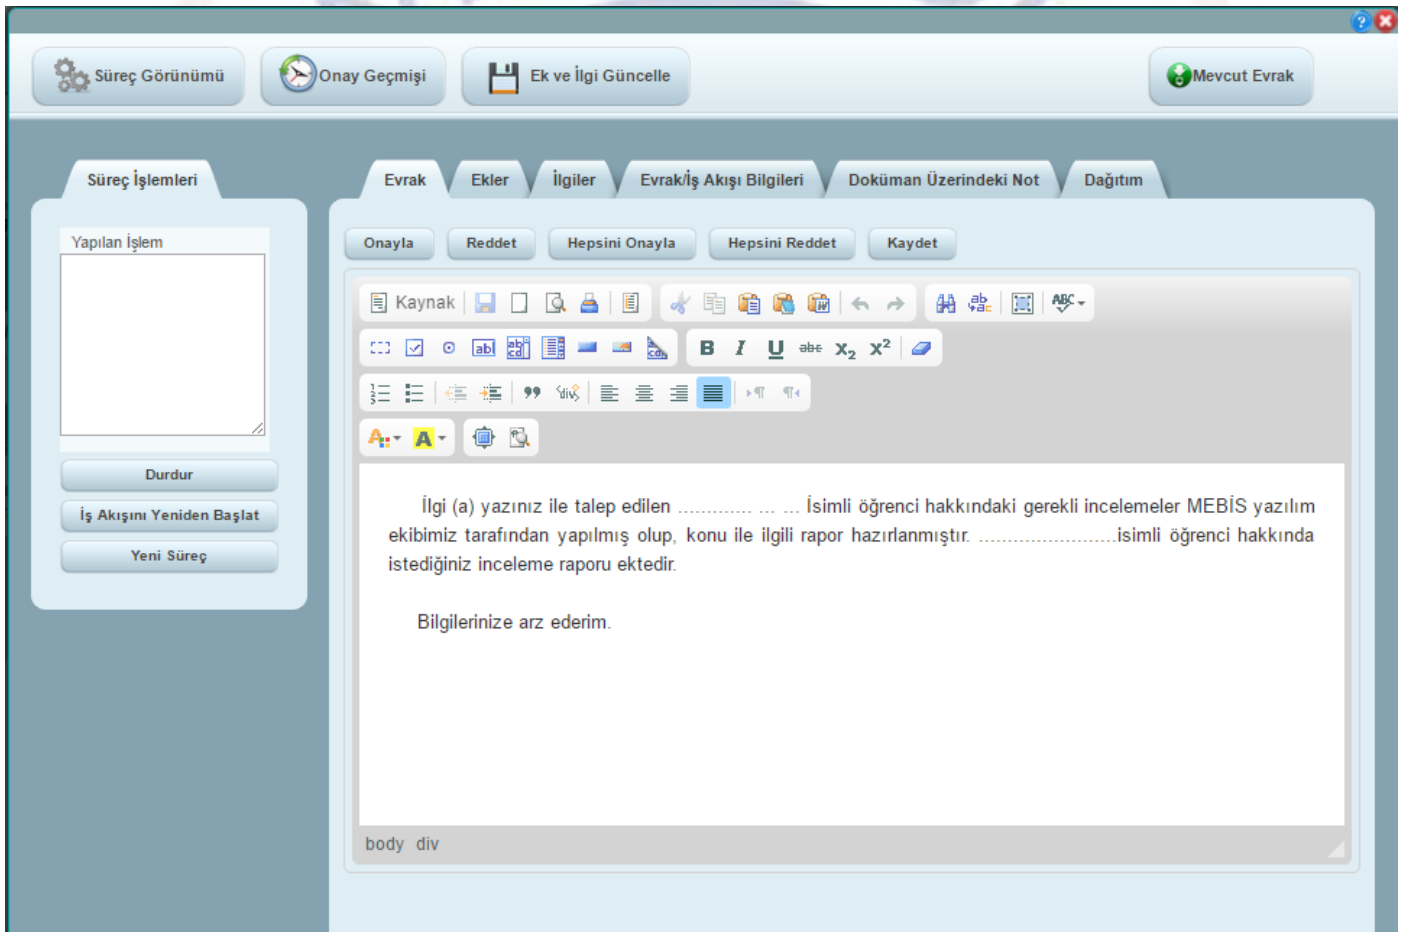 Süreç Görünümü
Onay Geçmişi
Ek ve İlgi Güncelle
Mevcut Evrak
Süreç İşlemleri
Evrak
Ekler
İlgiler
Evrak/İş Akışı Bilgileri
Doküman Üzerindeki Not
Dağıtım
Yapılan İşlem
Durdur
İş Akışını Yeniden Başlat
Yeni Süreç
Onayla
Reddet
Hepsini Onayla
Hepsini Reddet
Kaydet
Kaynak
İlgi (a) yazınız ile talep edilen ............. ... ... İsimli öğrenci hakkındaki gerekli incelemeler MEBİS yazılım
ekibimiz tarafından yapılmış olup, konu ile ilgili rapor hazırlanmıştır. ........................isimli öğrenci hakkında
istediğiniz inceleme raporu ektedir.
Bilgilerinize arz ederim.
body div